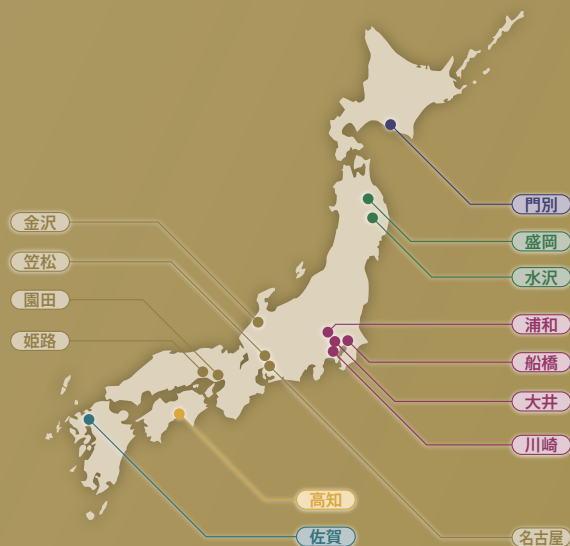 門別
盛岡
水沢
金沢
笠松
園田
姫路
浦和
船橋
大井
川崎
高知
佐賀
名古屋